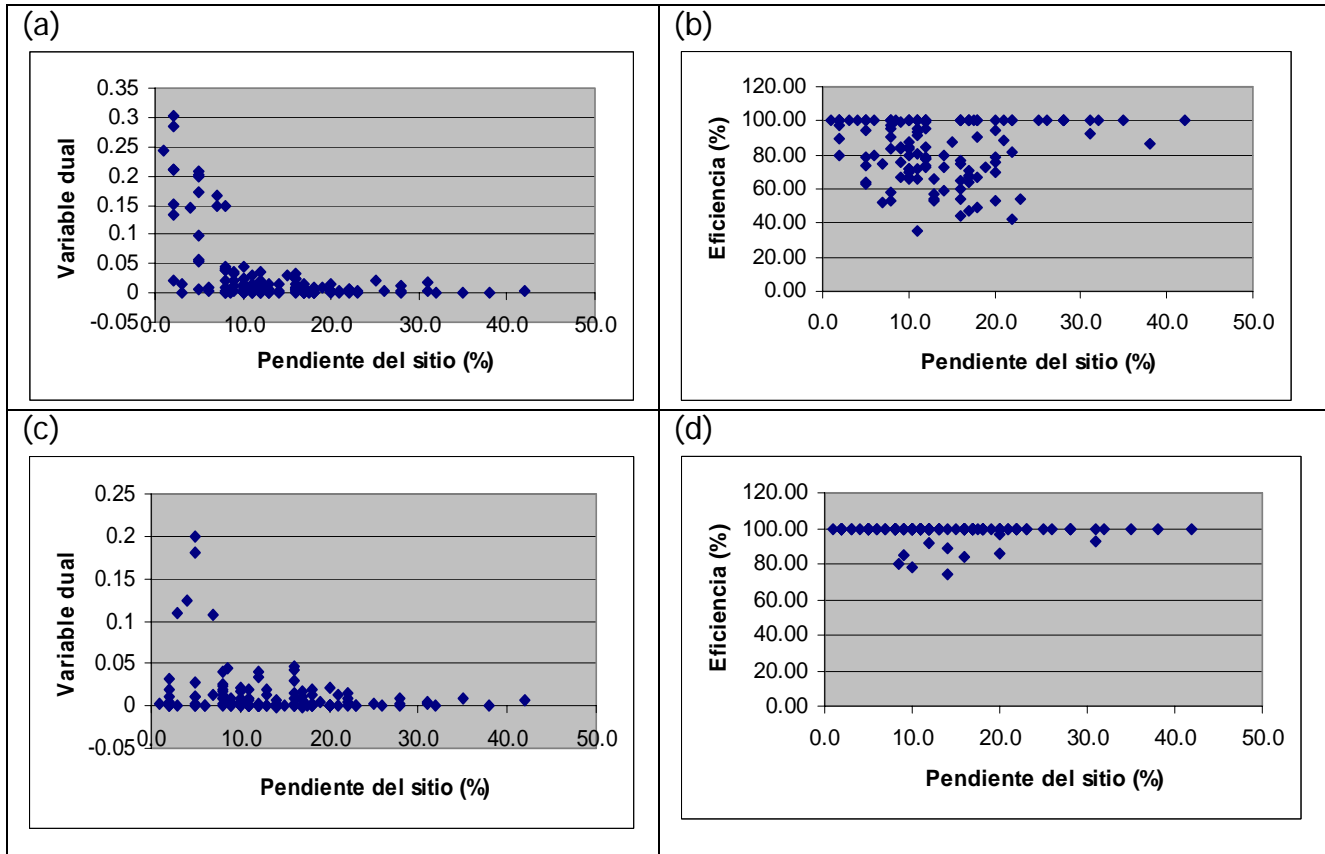 (a)
0.35
0.3
0.25
0.2
0.15
0.1
0.05
0
-0.05
Variable dual
0.0 10.0 20.0 30.0 40.0 50.0
Pendiente del sitio (%)
(b)
120.00
100.00
80.00
60.00
40.00
20.00
0.00
Eficiencia (%)
0.0 10.0 20.0 30.0 40.0 50.0
Pendiente del sitio (%)
(c)
0.25
0.2
0.15
0.1
0.05
0
-0.05
Variable dual
0.0 10.0 20.0 30.0 40.0 50.0
Pendiente del sitio (%)
(d)
120.00
100.00
80.00
60.00
40.00
20.00
0.00
Eficiencia (%)
0.0 10.0 20.0 30.0 40.0 50.0
Pendiente del sitio (%)